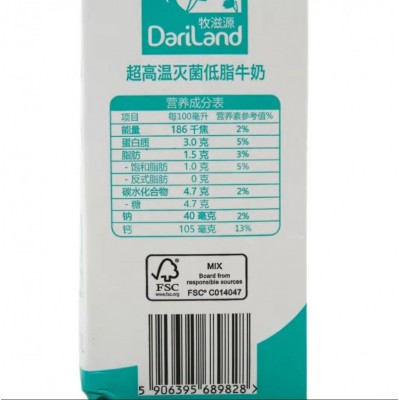 牧滋源
DariLand
超高温灭菌低脂牛奶
营养成分表
项目 每100毫升 营养素参考值%
能量 186 千焦 2%
蛋白质 3.0 克 5%
脂肪 1.5 克 3%
- 饱和脂肪 1.0 克 5%
- 反式脂肪 0 克
碳水化合物 4.7 克 2%
- 糖 4.7 克
钠 40 毫克 2%
钙 105 毫克 13%
FSC
www.fsc.org
MIX
Board from
responsible sources
FSC® C014047
5 906395 689828 >